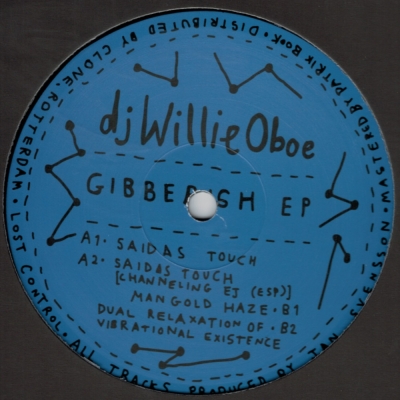 dj Willie Oboe
GIBBERISH EP
A1. SAIDAS TOUCH
A2. SAIDAS TOUCH
[CHANNELING EJ (ESP)]
MAN GOLD HAZE. B1
DUAL RELAXATION OF. B2
VIBRATIONAL EXISTENCE
LOST CONTROL. ALL TRACKS PRODUCED BY JAN SVENSSON. MASTERED BY PATRIK BOOK. DISTRIBUTED BY CLONE ROTTERDAM.